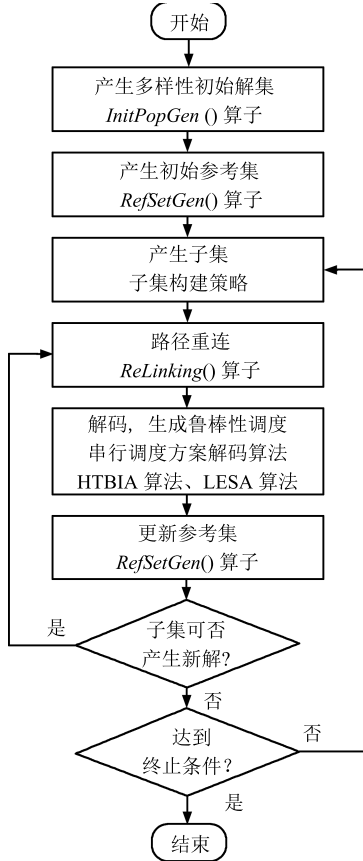 开始
产生多样性初始解集
InitPopGen () 算子
产生初始参考集
RefSetGen() 算子
产生子集
子集构建策略
路径重连
ReLinking() 算子
解码，生成鲁棒性调度
串行调度方案解码算法
HTBIA 算法、LESA 算法
更新参考集
RefSetGen() 算子
是
子集可否
产生新解?
否
达到
终止条件？
否
是
结束